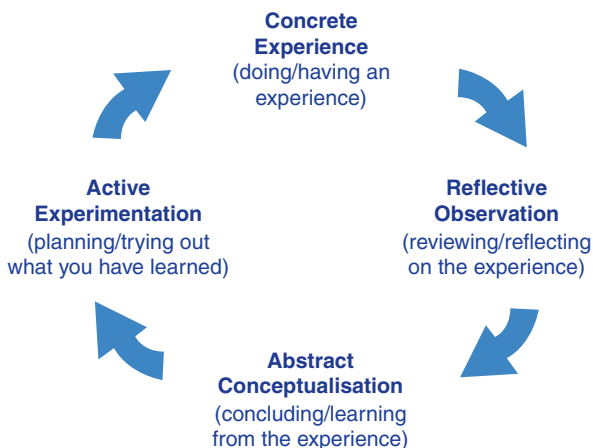 Concrete
Experience
(doing/having an
experience)
Reflective
Observation
(reviewing/reflecting
on the experience)
Abstract
Conceptualisation
(concluding/learning
from the experience)
Active
Experimentation
(planning/trying out
what you have learned)